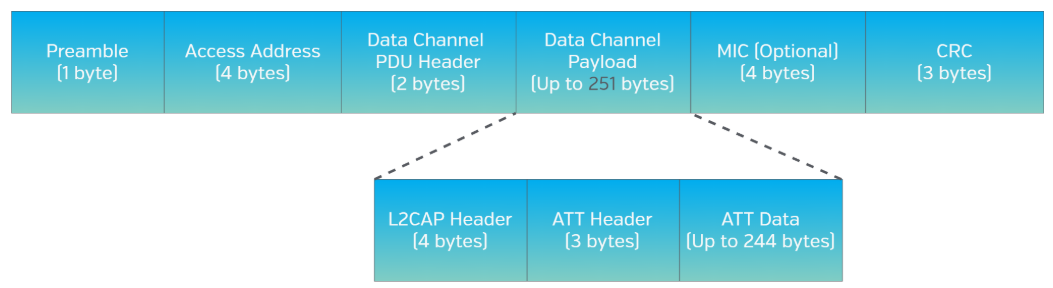 Preamble
(1 byte)
Access Address
(4 bytes)
Data Channel
PDU Header
(2 bytes)
Data Channel
Payload
(Up to 251 bytes)
MIC (Optional)
(4 bytes)
CRC
(3 bytes)
L2CAP Header
(4 bytes)
ATT Header
(3 bytes)
ATT Data
(Up to 244 bytes)